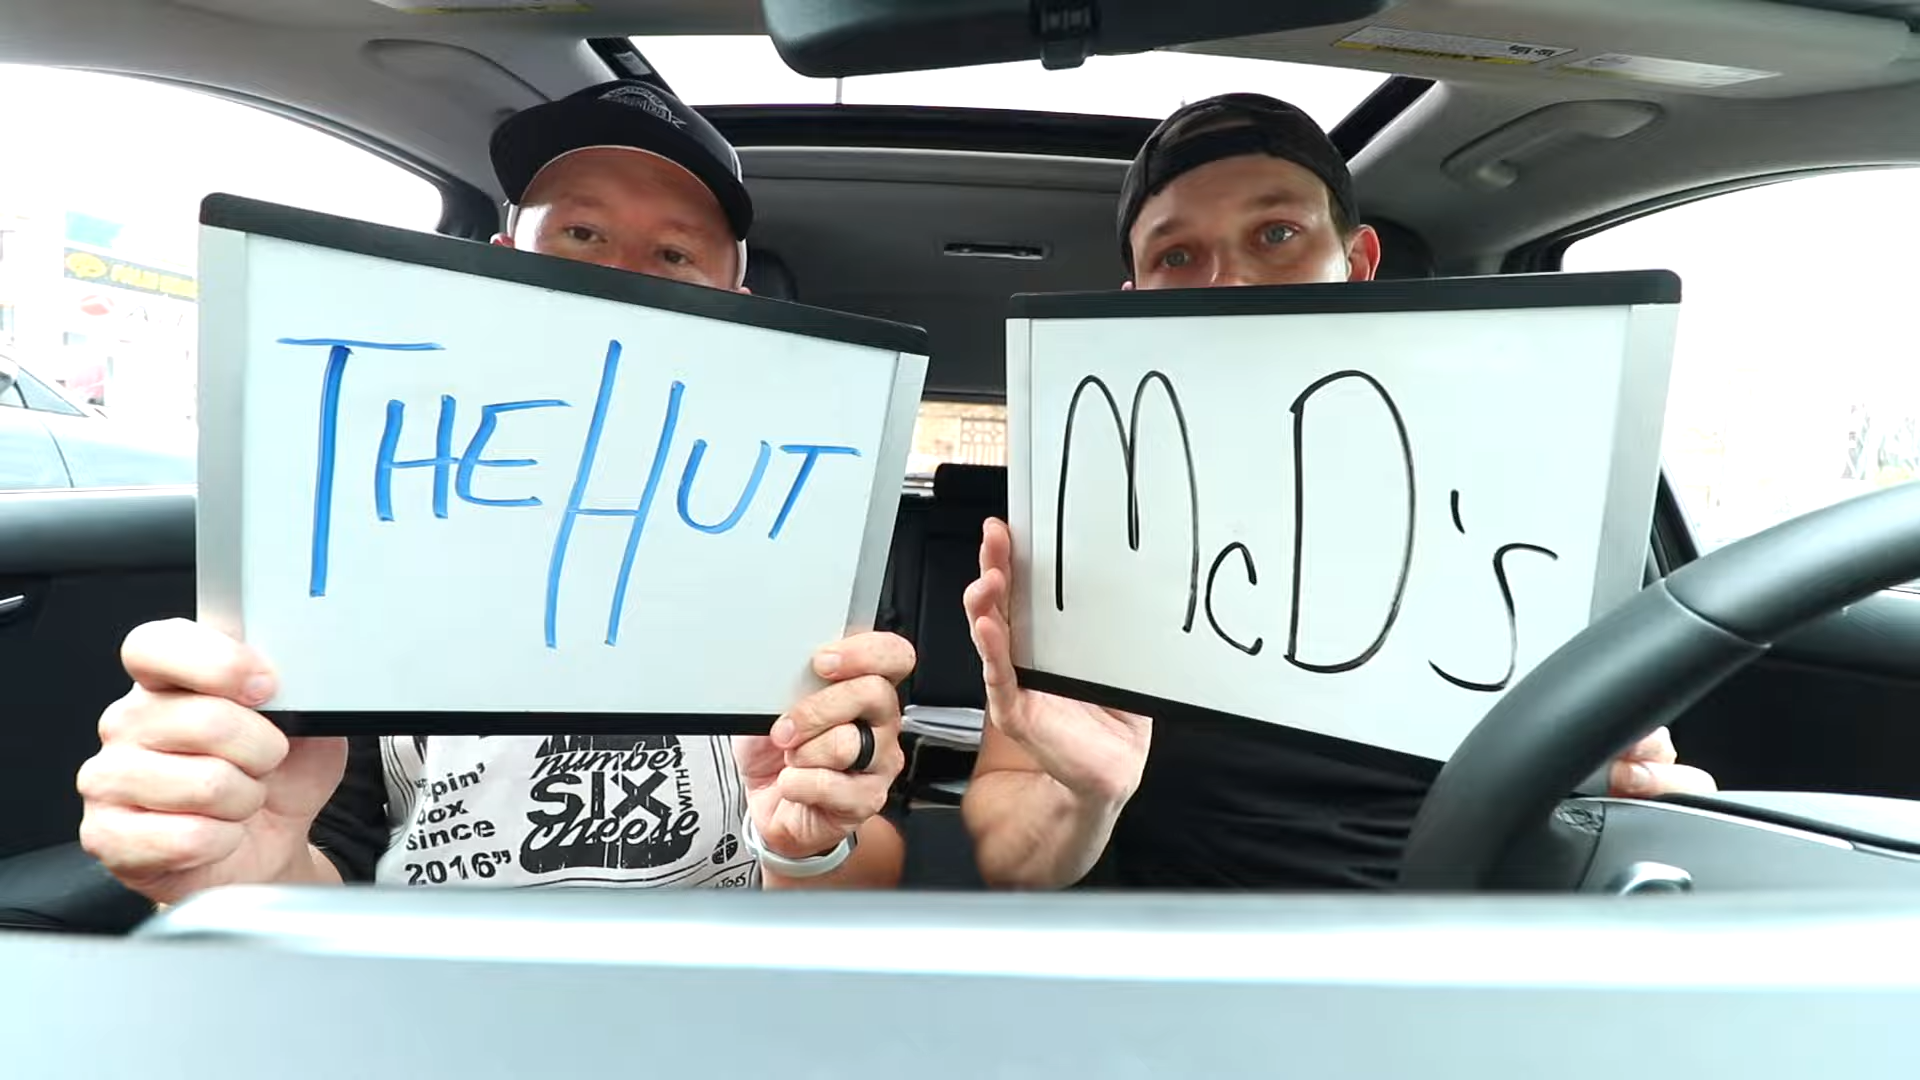 THE HUT
McD's
number
SIX
WITH
cheese
since
2016"